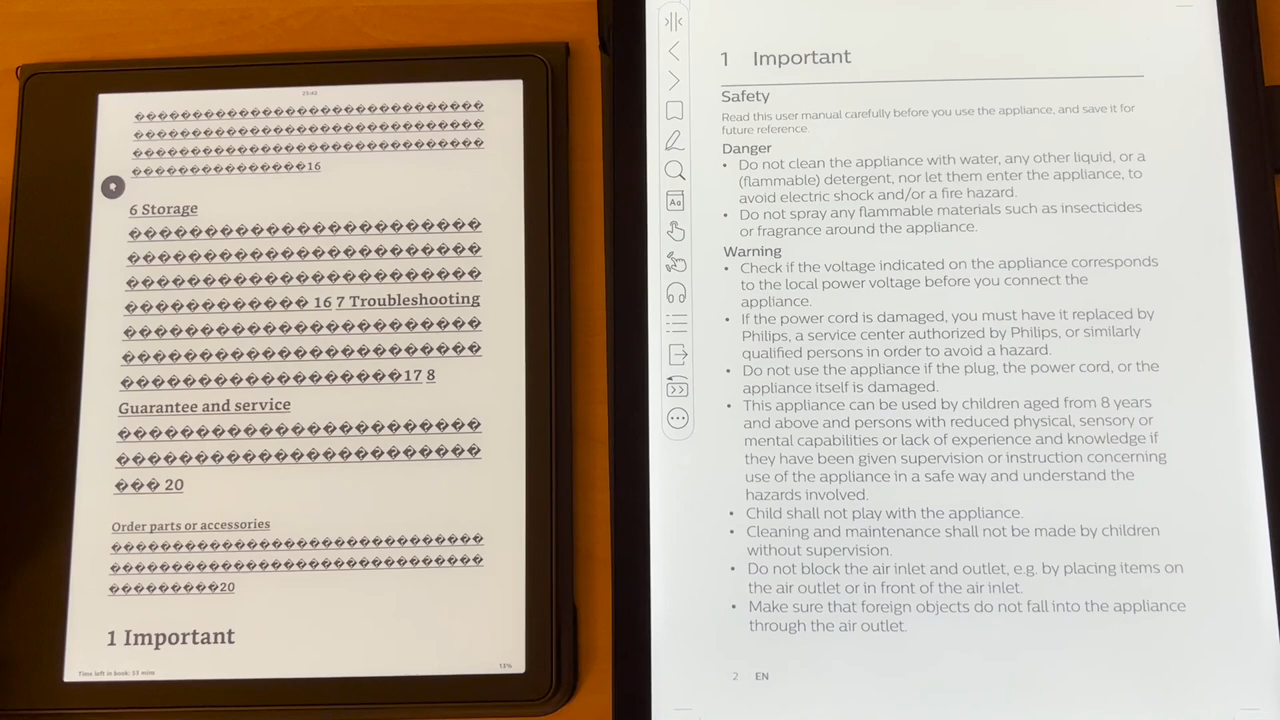 23:42
����������������������������������
����������������������������������
����������������������������������
�����������������16
6 Storage
��������������������������
��������������������������
��������������������������
��������������� 16 7 Troubleshooting
��������������������������
��������������������������
��������������������17 8
Guarantee and service
��������������������������
��������������������������
��� 20
Order parts or accessories
����������������������������������
����������������������������������
����������20
1 Important
Time left in book: 55 mins
13%
1 Important
Safety
Read this user manual carefully before you use the appliance, and save it for
future reference.
Danger
• Do not clean the appliance with water, any other liquid, or a
(flammable) detergent, nor let them enter the appliance, to
avoid electric shock and/or a fire hazard.
• Do not spray any flammable materials such as insecticides
or fragrance around the appliance.
Warning
• Check if the voltage indicated on the appliance corresponds
to the local power voltage before you connect the
appliance.
• If the power cord is damaged, you must have it replaced by
Philips, a service center authorized by Philips, or similarly
qualified persons in order to avoid a hazard.
• Do not use the appliance if the plug, the power cord, or the
appliance itself is damaged.
• This appliance can be used by children aged from 8 years
and above and persons with reduced physical, sensory or
mental capabilities or lack of experience and knowledge if
they have been given supervision or instruction concerning
use of the appliance in a safe way and understand the
hazards involved.
• Child shall not play with the appliance.
• Cleaning and maintenance shall not be made by children
without supervision.
• Do not block the air inlet and outlet, e.g. by placing items on
the air outlet or in front of the air inlet.
• Make sure that foreign objects do not fall into the appliance
through the air outlet.
2 EN
Aa